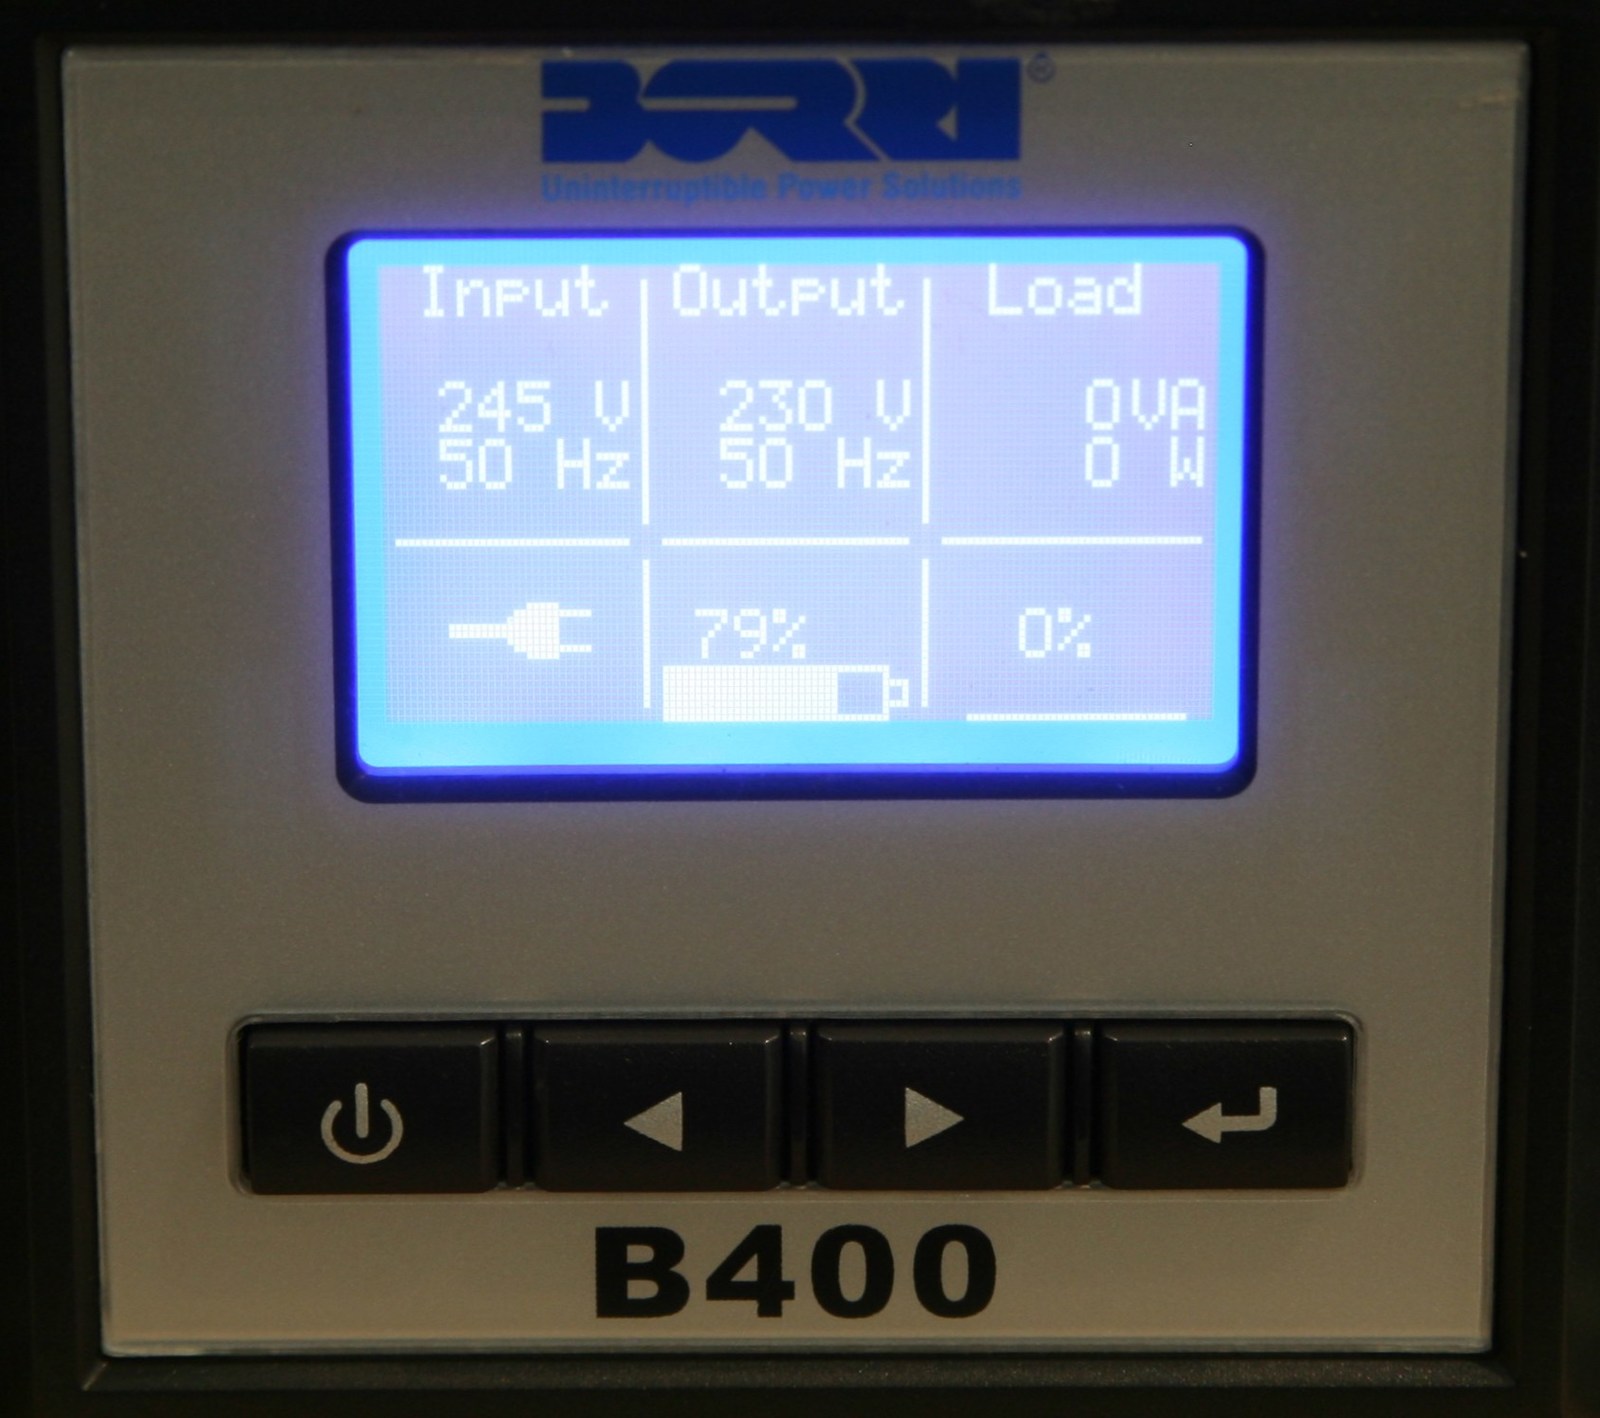 BORRI®
Uninterruptible Power Solutions
Input Output Load
245 V 230 V 0VA
50 Hz 50 Hz 0 W
79% 0%
B400